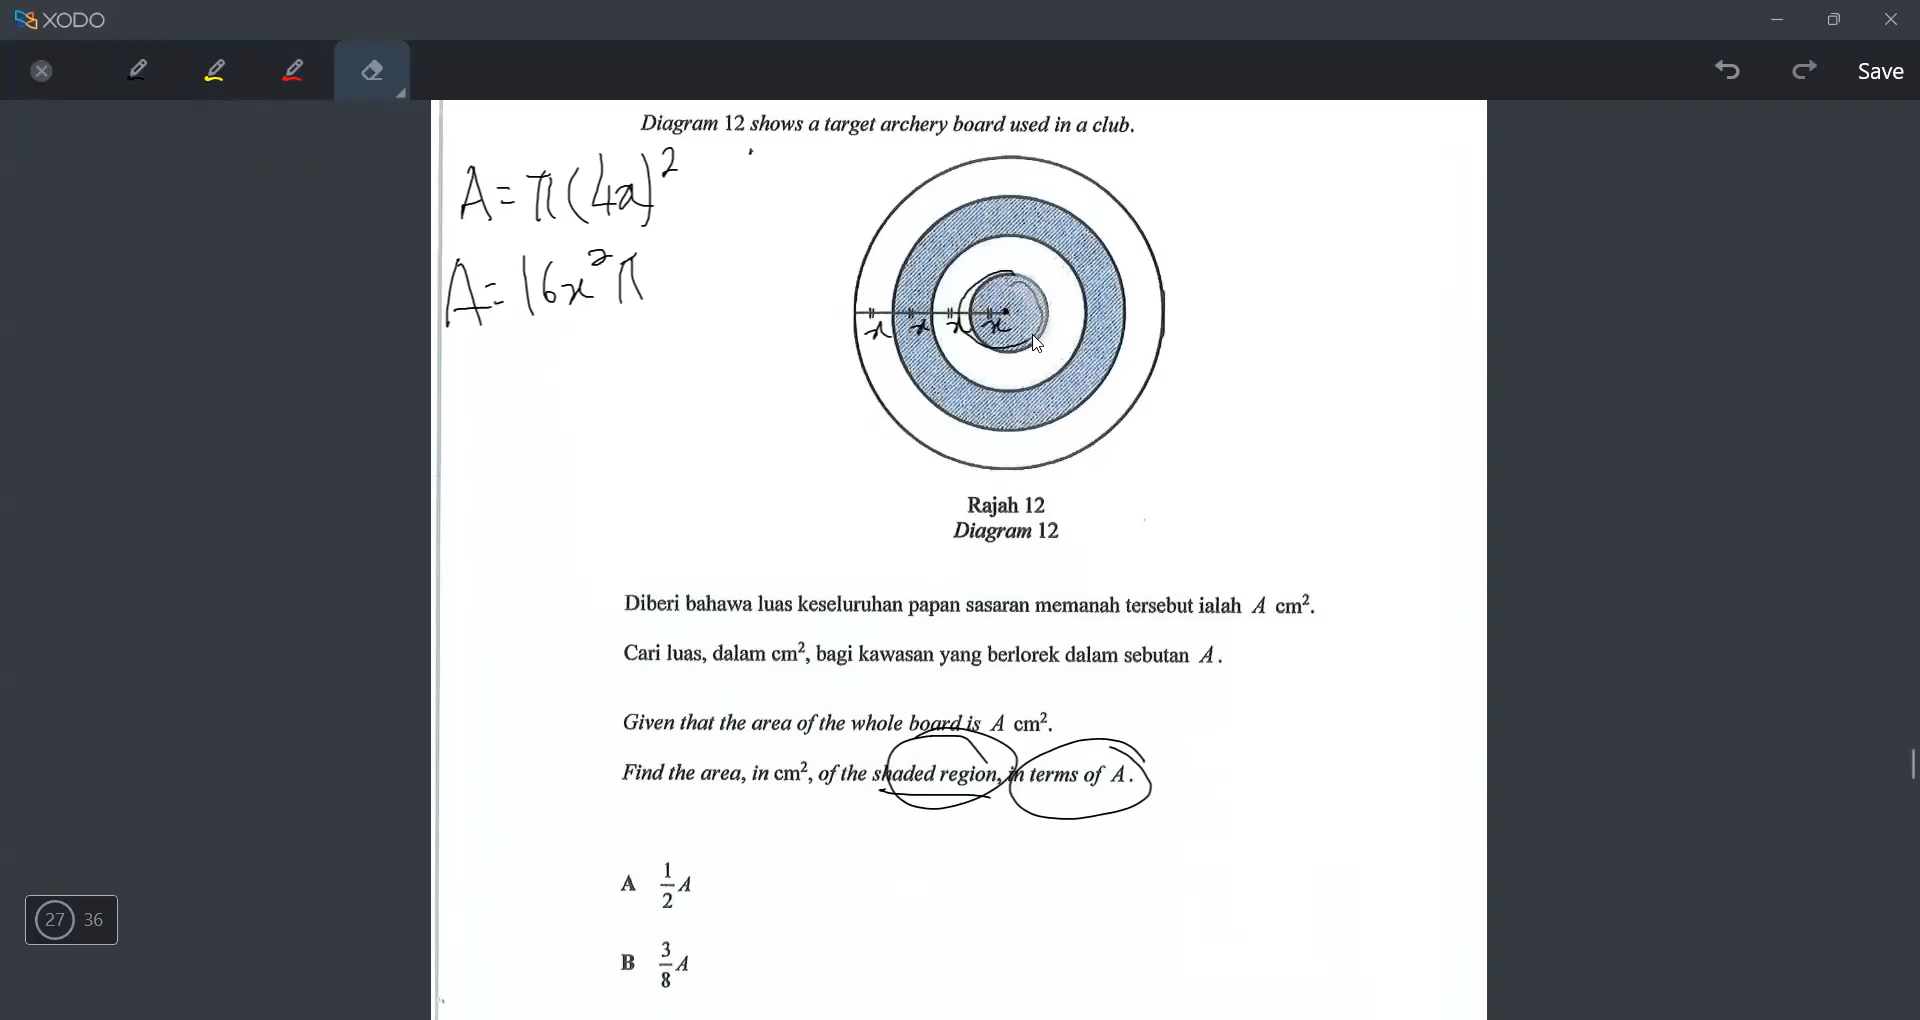 XODO
Save
Diagram 12 shows a target archery board used in a club.
A = π(4x)²
A = 16x²π
x x x x
Rajah 12
Diagram 12
Diberi bahawa luas keseluruhan papan sasaran memanah tersebut ialah A cm².
Cari luas, dalam cm², bagi kawasan yang berlorek dalam sebutan A.
Given that the area of the whole board is A cm².
Find the area, in cm², of the shaded region, in terms of A.
A 1/2 A
B 3/8 A
27 36